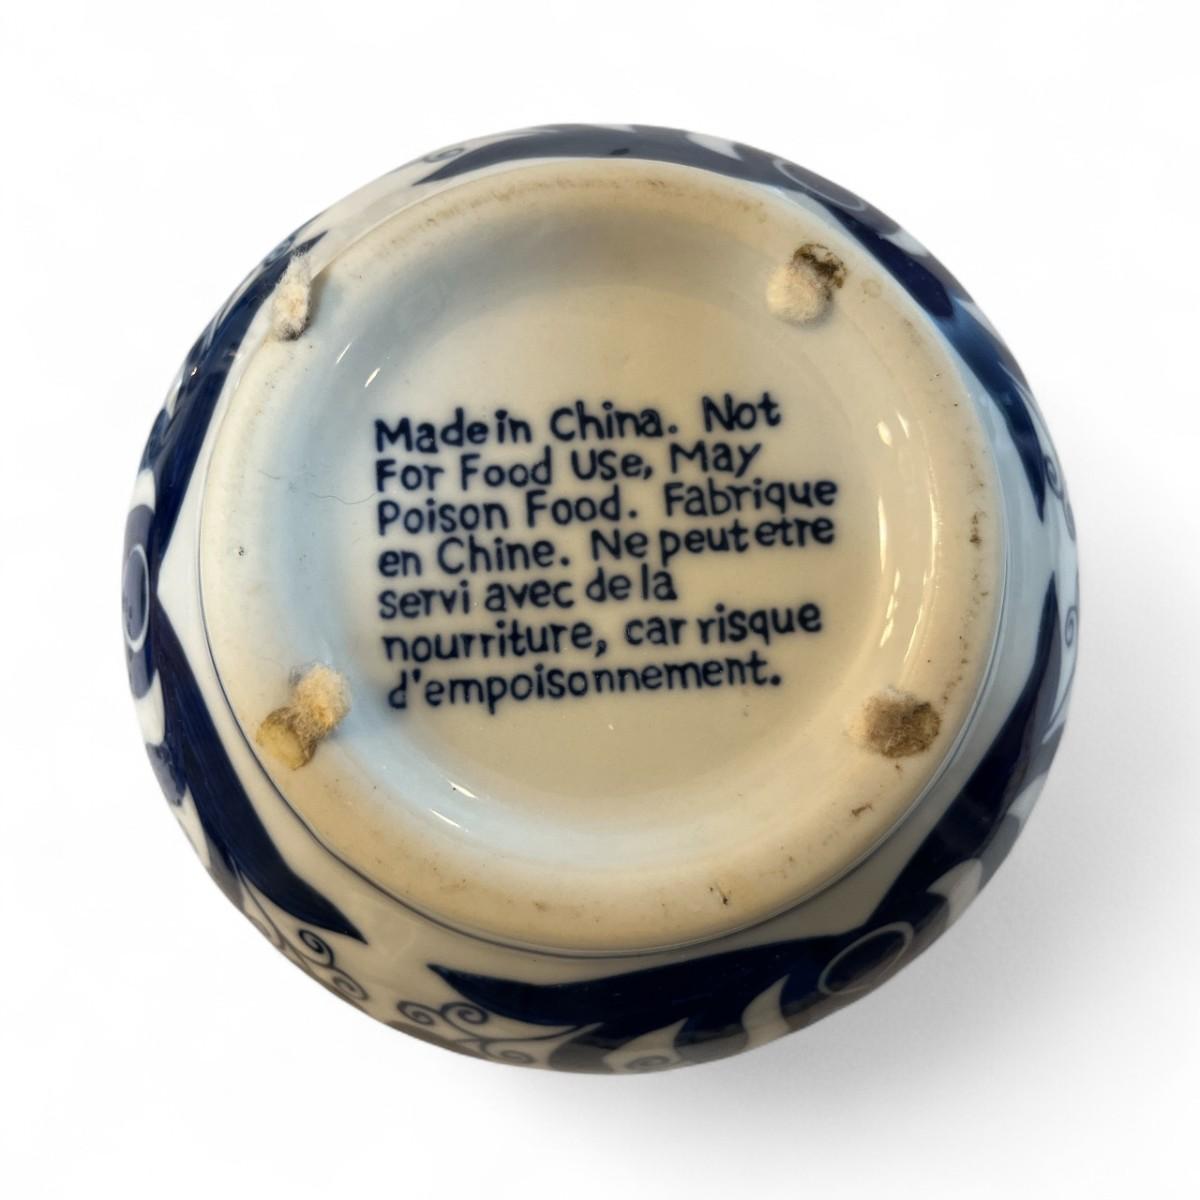 Made in China. Not
For Food Use, May
Poison Food. Fabrique
en Chine. Ne peut etre
servi avec de la
nourriture, car risque
d'empoisonnement.